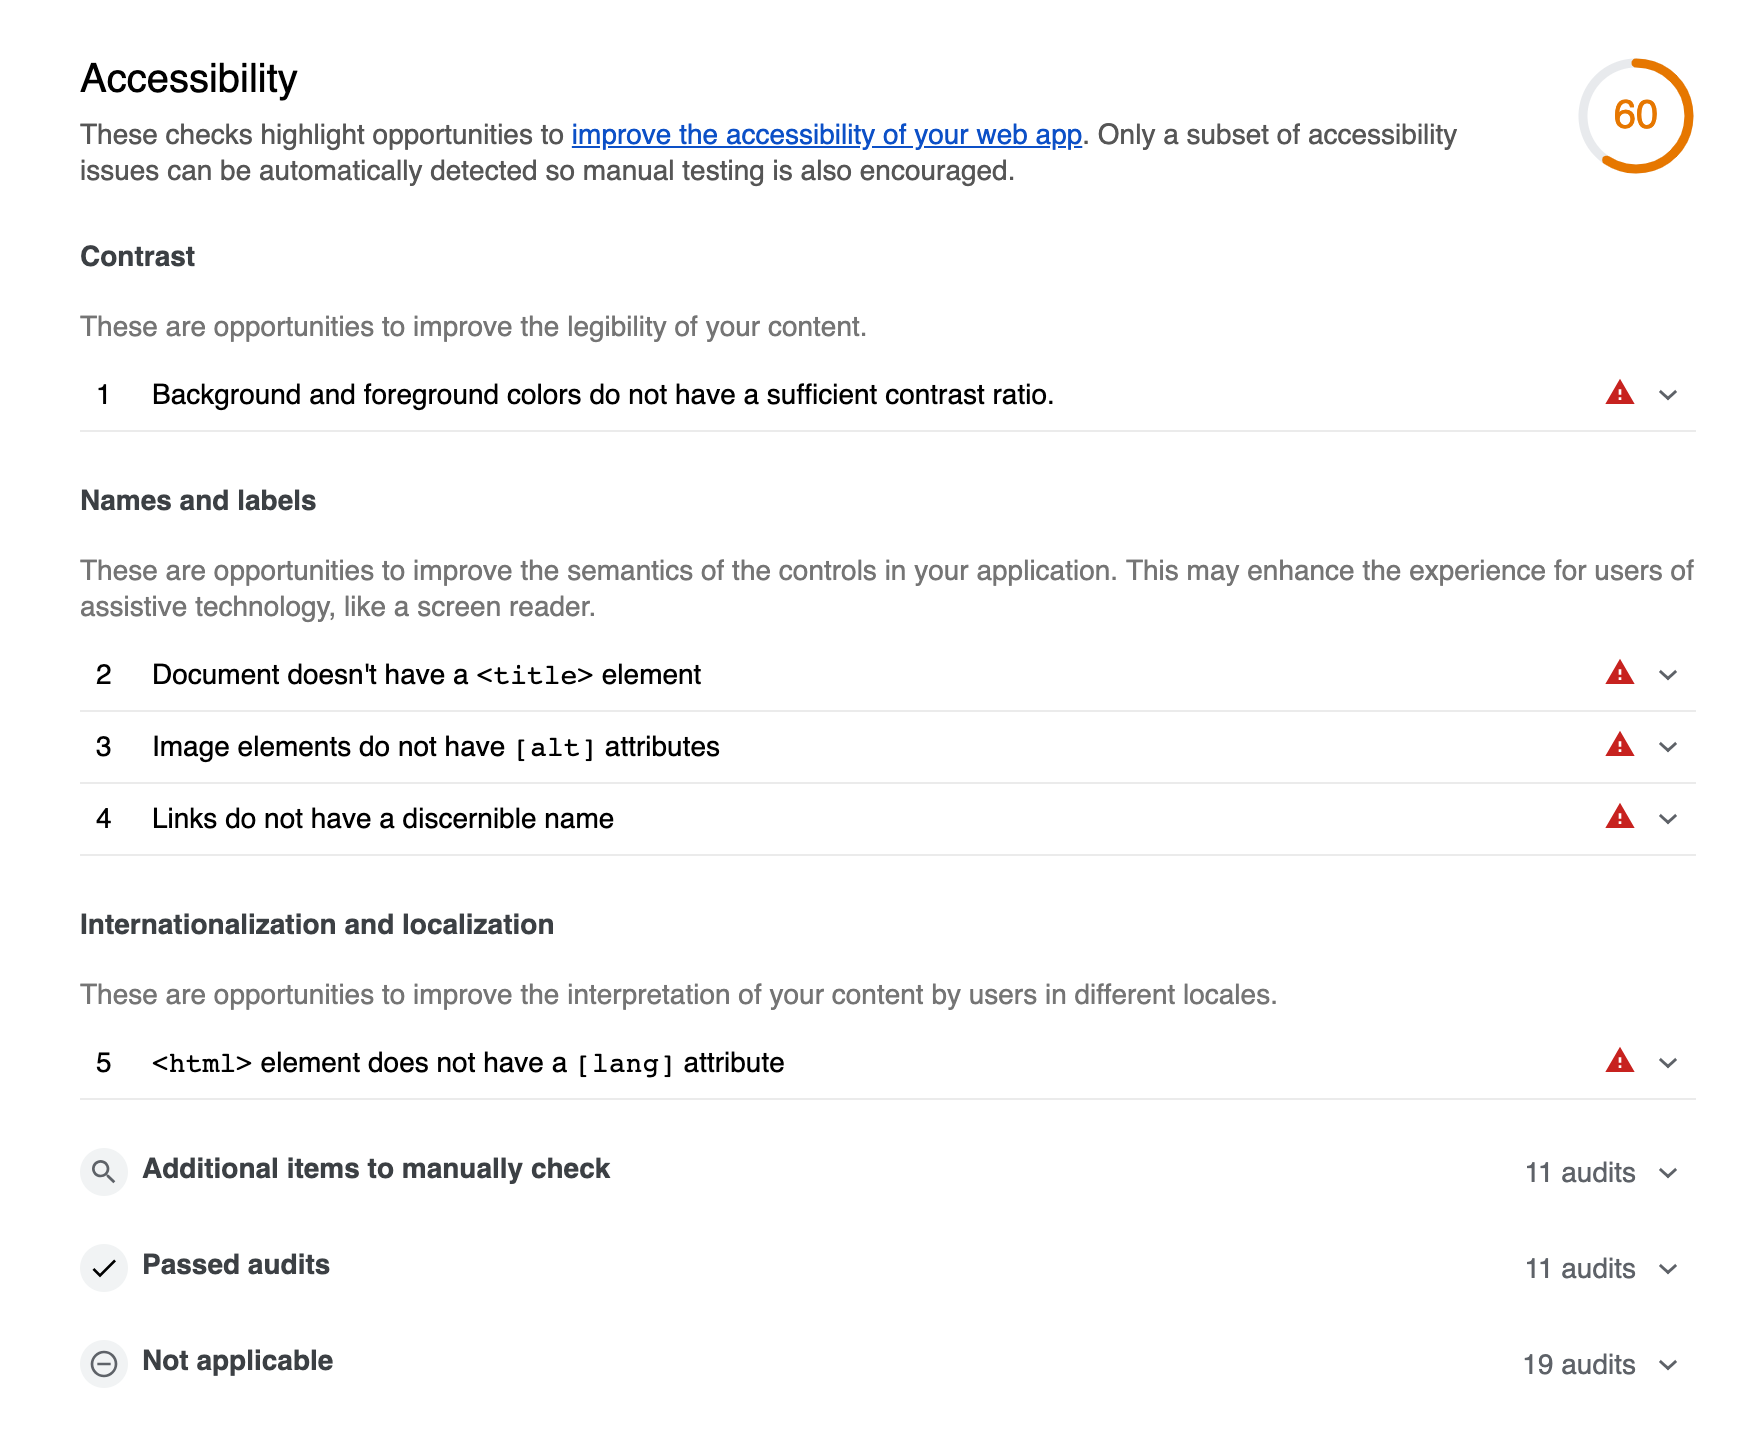 Accessibility
60
These checks highlight opportunities to improve the accessibility of your web app. Only a subset of accessibility
issues can be automatically detected so manual testing is also encouraged.
Contrast
These are opportunities to improve the legibility of your content.
1 Background and foreground colors do not have a sufficient contrast ratio.
Names and labels
These are opportunities to improve the semantics of the controls in your application. This may enhance the experience for users of
assistive technology, like a screen reader.
2 Document doesn't have a <title> element
3 Image elements do not have [alt] attributes
4 Links do not have a discernible name
Internationalization and localization
These are opportunities to improve the interpretation of your content by users in different locales.
5 <html> element does not have a [lang] attribute
Additional items to manually check 11 audits
Passed audits 11 audits
Not applicable 19 audits